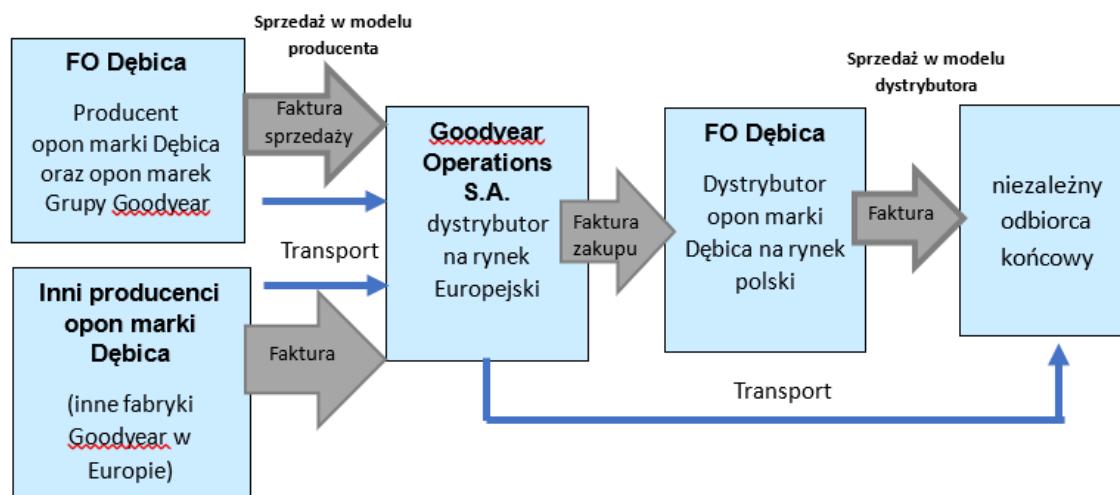 Sprzedaż w modelu
producenta
FO Dębica
Producent
opon marki Dębica
oraz opon marek
Grupy Goodyear
Faktura
sprzedaży
Transport
Inni producenci
opon marki
Dębica
(inne fabryki
Goodyear w
Europie)
Faktura
Goodyear
Operations
S.A.
dystrybutor
na rynek
Europejski
Faktura
zakupu
FO Dębica
Dystrybutor
opon marki
Dębica na rynek
polski
Sprzedaż w modelu
dystrybutora
Faktura
niezależny
odbiorca
końcowy
Transport